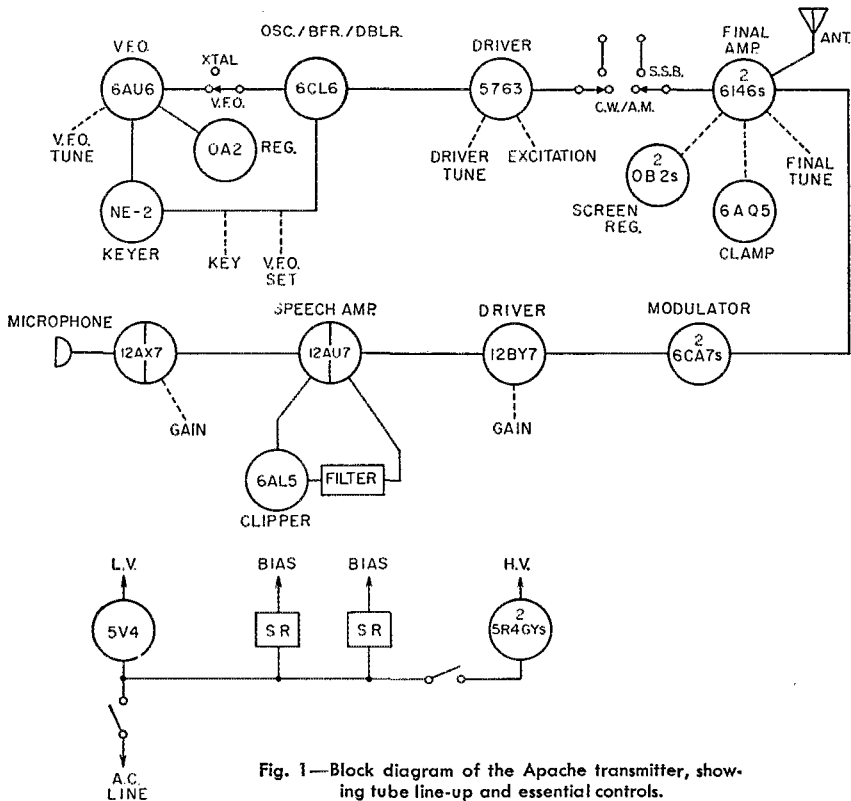 V.F.O.
6AU6
XTAL
V.F.O.
OSC./BFR./DBLR.
6CL6
DRIVER
5763
C.W./A.M.
S.S.B.
FINAL
AMP.
2
6146s
ANT.
V.F.O.
TUNE
OA2
REG.
DRIVER
TUNE
EXCITATION
2
OB2s
SCREEN
REG.
6AQ5
CLAMP
FINAL
TUNE
NE-2
KEYER
KEY
V.F.O.
SET
MICROPHONE
12AX7
GAIN
SPEECH AMP.
12AU7
DRIVER
12BY7
GAIN
MODULATOR
2
6CA7s
6AL5
CLIPPER
FILTER
L.V.
5V4
BIAS
SR
BIAS
SR
H.V.
2
5R4GYs
A.C.
LINE
Fig. 1—Block diagram of the Apache transmitter, show-
ing tube line-up and essential controls.